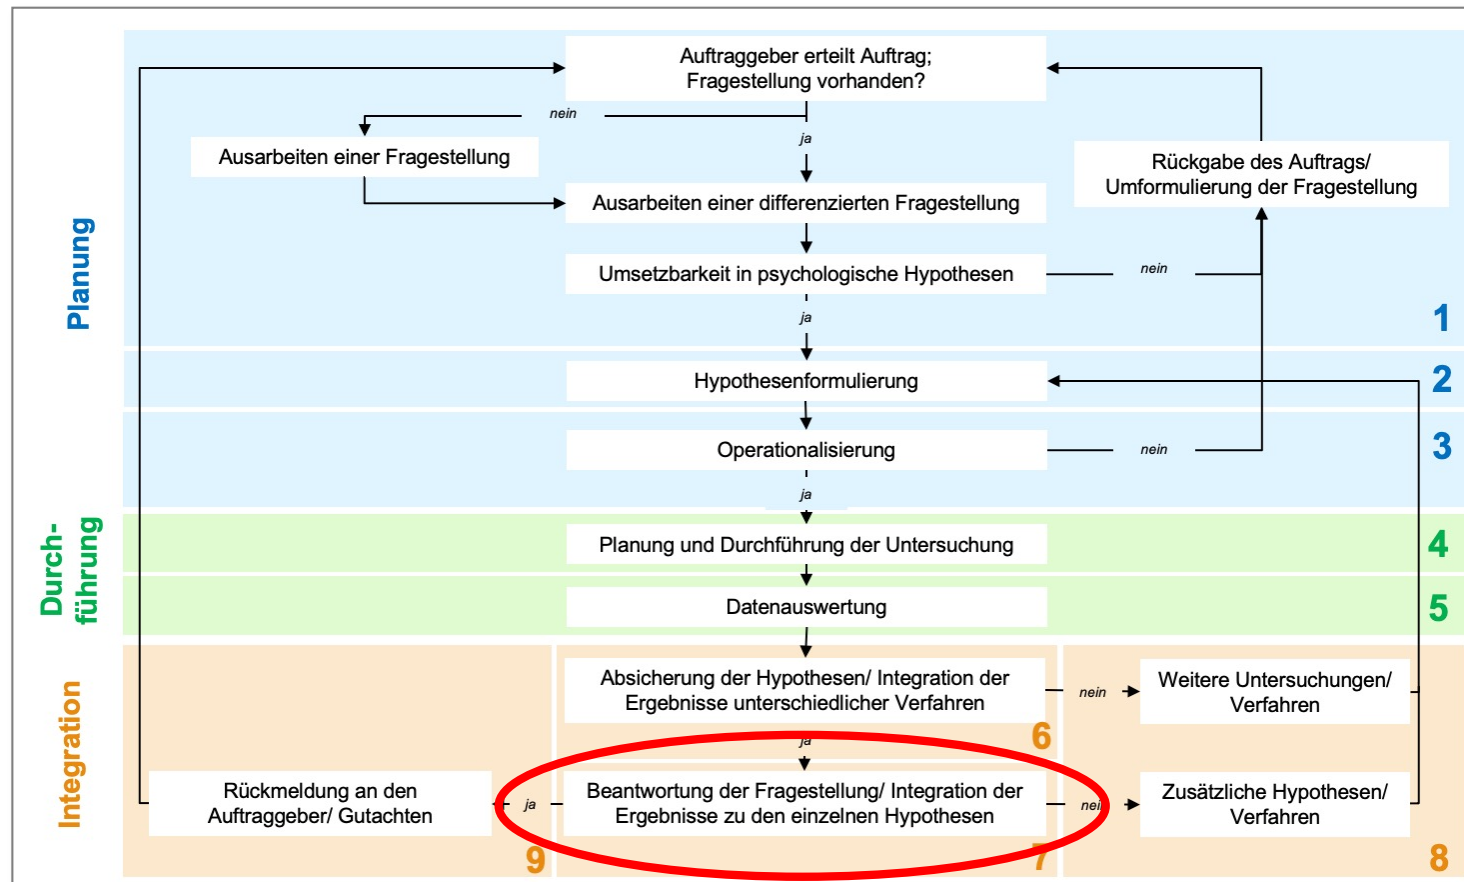 Auftraggeber erteilt Auftrag;
Fragestellung vorhanden?
nein
ja
Ausarbeiten einer Fragestellung
Rückgabe des Auftrags/
Umformulierung der Fragestellung
Ausarbeiten einer differenzierten Fragestellung
Planung
Umsetzbarkeit in psychologische Hypothesen
nein
ja
1
Hypothesenformulierung
2
Operationalisierung
nein
3
ja
Durch-
führung
Planung und Durchführung der Untersuchung
4
Datenauswertung
5
Integration
Absicherung der Hypothesen/ Integration der
Ergebnisse unterschiedlicher Verfahren
nein
Weitere Untersuchungen/
Verfahren
6
ja
Rückmeldung an den
Auftraggeber/ Gutachten
ja
Beantwortung der Fragestellung/ Integration der
Ergebnisse zu den einzelnen Hypothesen
nein
Zusätzliche Hypothesen/
Verfahren
9
7
8